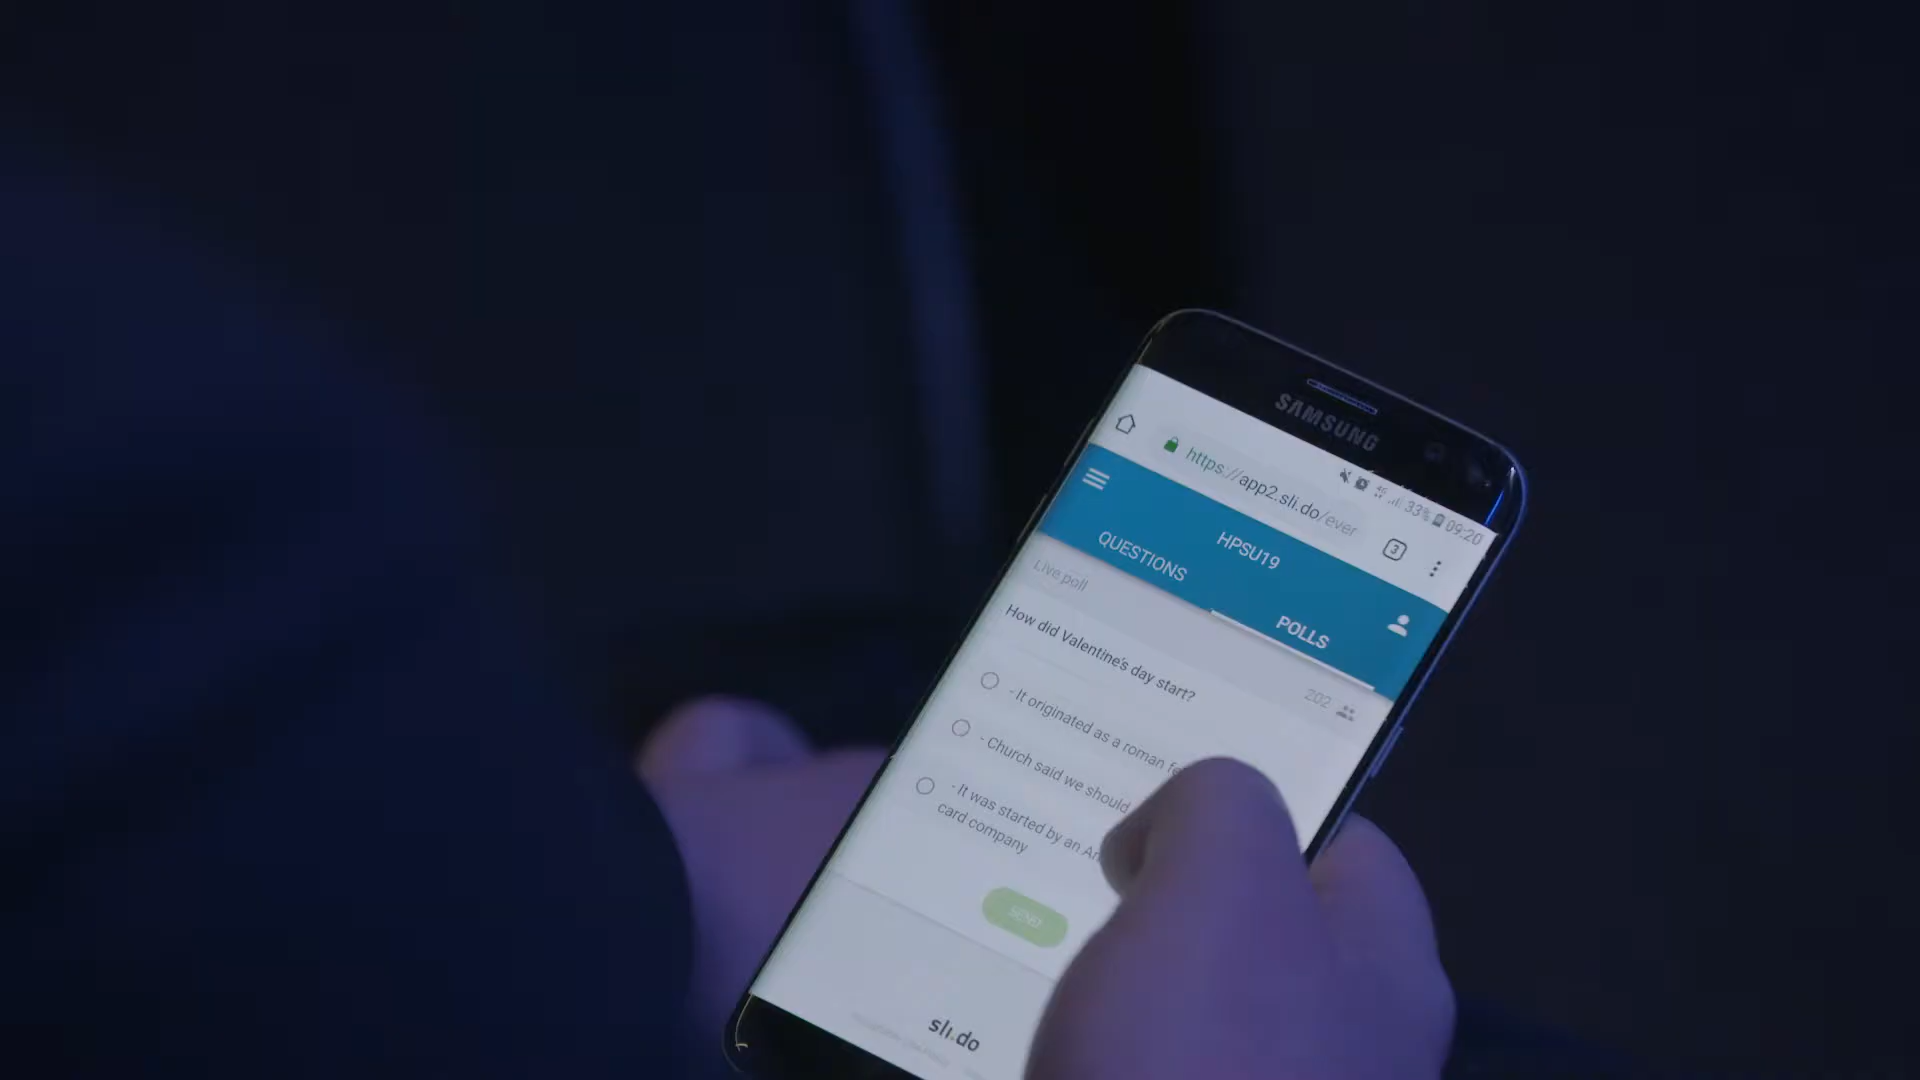 SAMSUNG
33% 09:20
https://app2.sli.do/ever
3
HPSU19
QUESTIONS
POLLS
Live poll
202
How did Valentine's day start?
- It originated as a roman
- Church said we should
- It was started by an
card company
SEND
sli.do